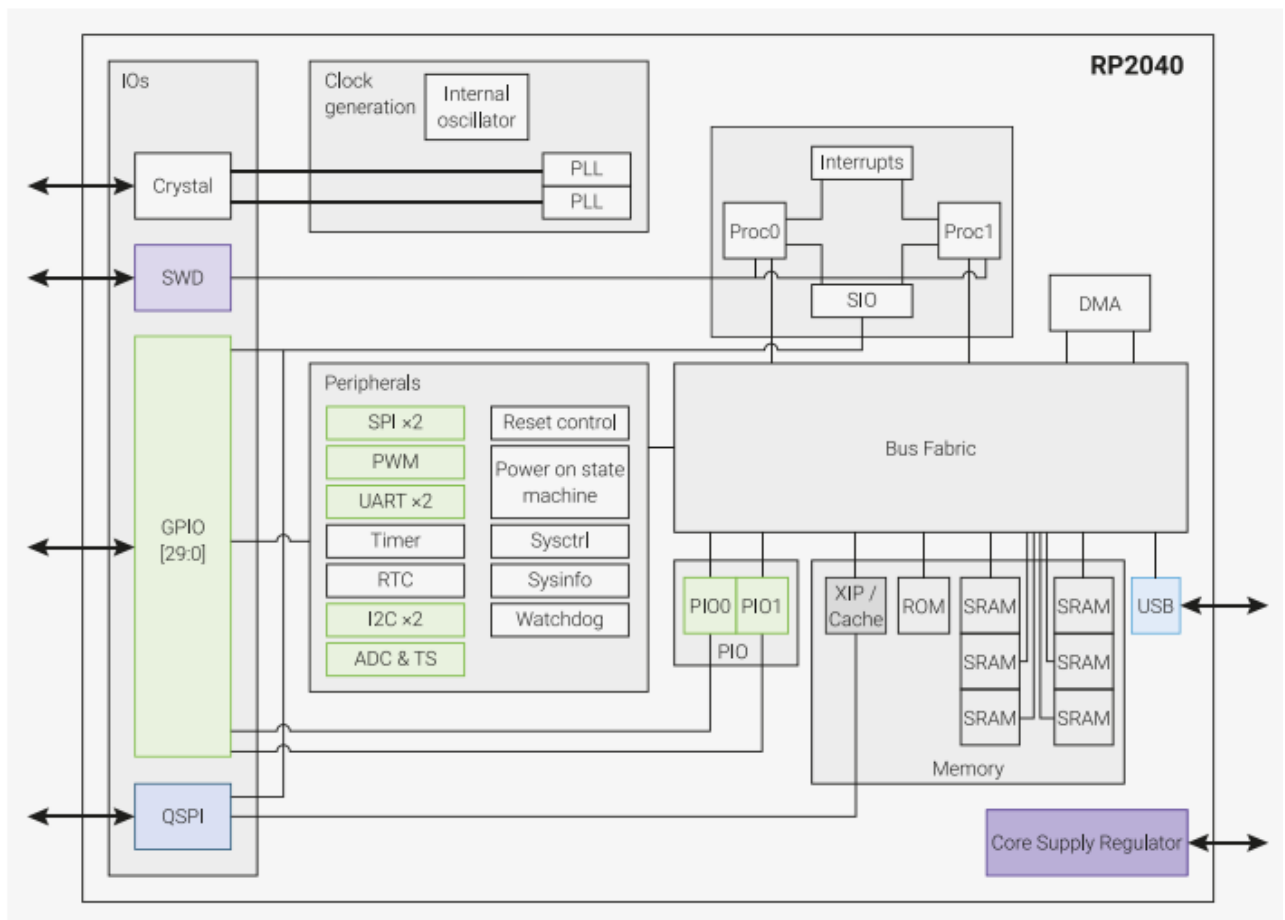 RP2040
IOs
Clock
generation
Internal
oscillator
Crystal
PLL
PLL
Interrupts
Proc0
Proc1
SWD
SIO
DMA
Peripherals
SPI ×2
PWM
UART ×2
Timer
RTC
I2C ×2
ADC & TS
Reset control
Power on state
machine
Sysctrl
Sysinfo
Watchdog
Bus Fabric
GPIO
[29:0]
PIO0
PIO1
PIO
XIP /
Cache
ROM
SRAM
SRAM
SRAM
SRAM
SRAM
SRAM
Memory
USB
QSPI
Core Supply Regulator